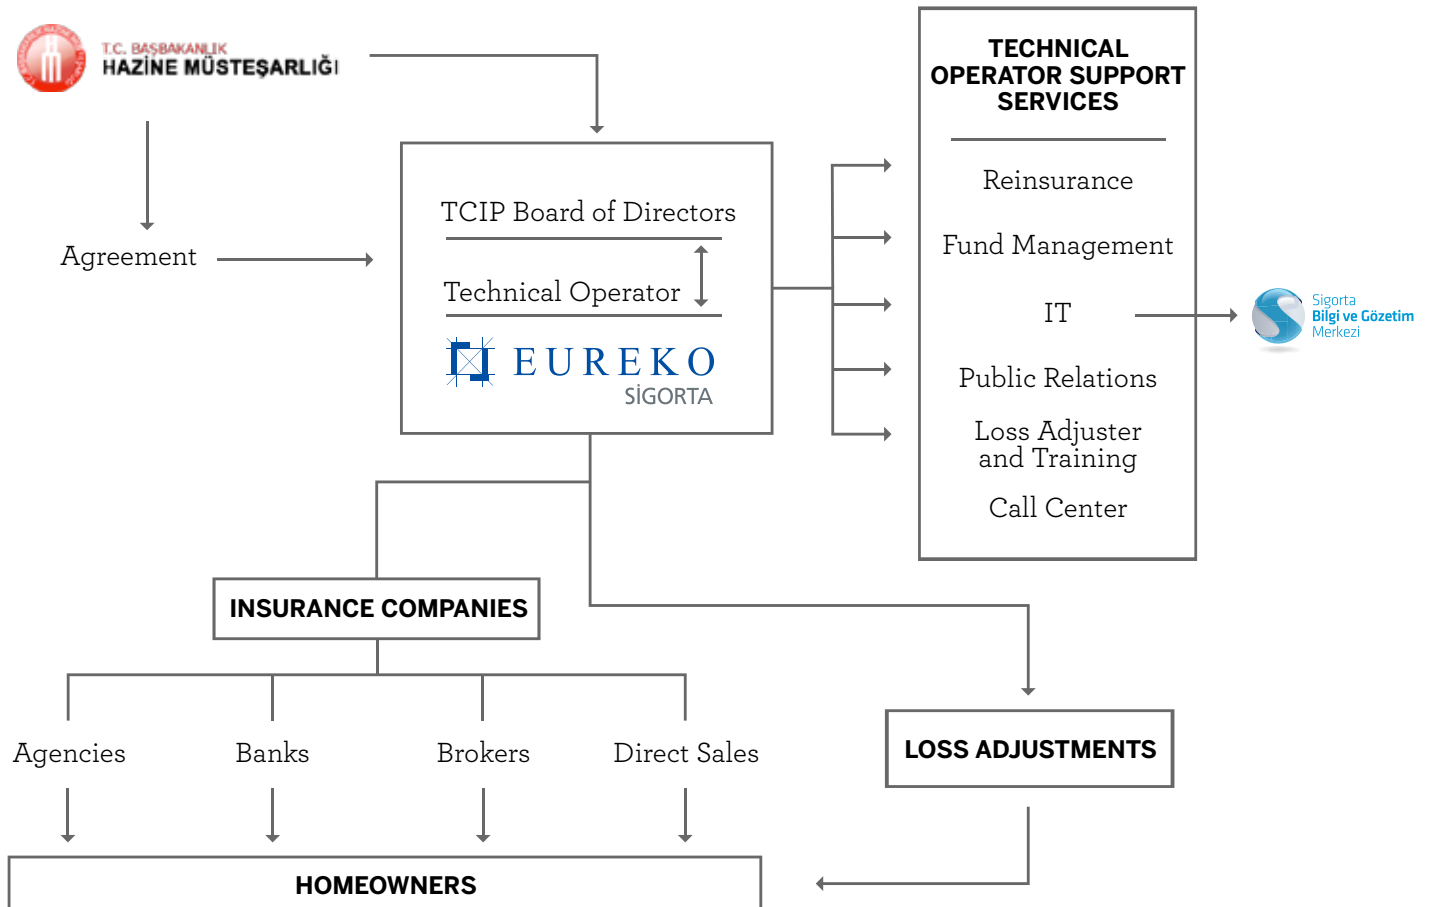 T.C. BAŞBAKANLIK
HAZİNE MÜSTEŞARLIĞI
Agreement
TCIP Board of Directors
Technical Operator
EUREKO
SİGORTA
TECHNICAL
OPERATOR SUPPORT
SERVICES
Reinsurance
Fund Management
IT
Public Relations
Loss Adjuster
and Training
Call Center
Sigorta
Bilgi ve Gözetim
Merkezi
INSURANCE COMPANIES
Agencies
Banks
Brokers
Direct Sales
LOSS ADJUSTMENTS
HOMEOWNERS